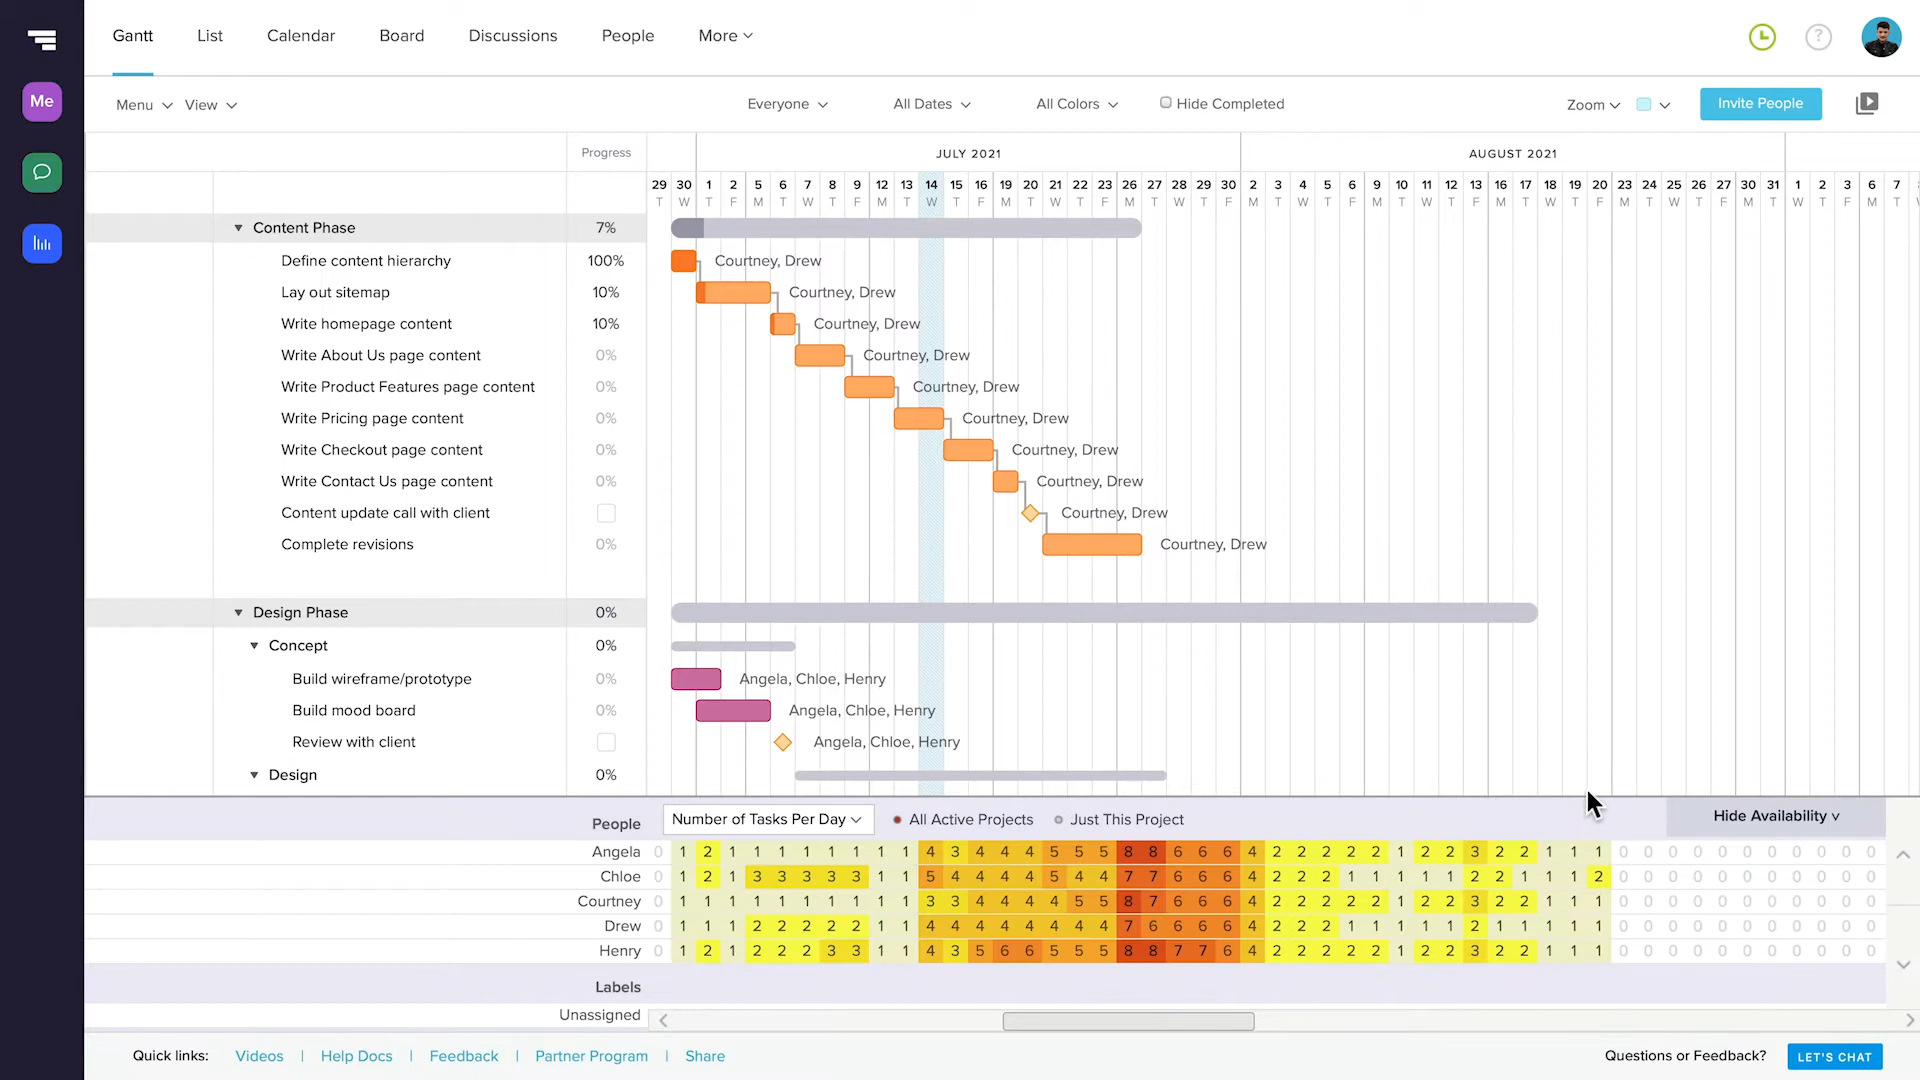 Gantt List Calendar Board Discussions People More
Me
Menu View Everyone All Dates All Colors Hide Completed Zoom Invite People
Progress JULY 2021 AUGUST 2021
29 30 1 2 5 6 7 8 9 12 13 14 15 16 19 20 21 22 23 26 27 28 29 30 2 3 4 5 6 9 10 11 12 13 16 17 18 19 20 23 24 25 26 27 30 31 1 2 3 6 7
T W T F M T W T F M T W T F M T W T F M T W T F M T W T F M T W T F M T W T F M T W T F M T W T F M T
Content Phase 7%
Define content hierarchy 100% Courtney, Drew
Lay out sitemap 10% Courtney, Drew
Write homepage content 10% Courtney, Drew
Write About Us page content 0% Courtney, Drew
Write Product Features page content 0% Courtney, Drew
Write Pricing page content 0% Courtney, Drew
Write Checkout page content 0% Courtney, Drew
Write Contact Us page content 0% Courtney, Drew
Content update call with client Courtney, Drew
Complete revisions 0% Courtney, Drew
Design Phase 0%
Concept 0%
Build wireframe/prototype 0% Angela, Chloe, Henry
Build mood board 0% Angela, Chloe, Henry
Review with client Angela, Chloe, Henry
Design 0%
People Number of Tasks Per Day All Active Projects Just This Project Hide Availability
Angela 0 1 2 1 1 1 1 1 1 1 1 4 3 4 4 4 5 5 5 8 8 6 6 6 4 2 2 2 2 2 1 2 2 3 2 2 1 1 1 0 0 0 0 0 0 0 0 0 0 0
Chloe 0 1 2 1 3 3 3 3 3 1 1 5 4 4 4 4 5 4 4 7 7 6 6 6 4 2 2 2 1 1 1 1 1 2 2 1 1 1 2 0 0 0 0 0 0 0 0 0 0 0
Courtney 0 1 1 1 1 1 1 1 1 1 1 3 3 4 4 4 4 5 5 8 7 6 6 6 4 2 2 2 2 2 1 2 2 3 2 2 1 1 1 0 0 0 0 0 0 0 0 0 0 0
Drew 0 1 1 1 2 2 2 2 2 1 1 4 4 4 4 4 4 4 4 7 6 6 6 6 4 2 2 2 1 1 1 1 1 2 1 1 1 1 1 0 0 0 0 0 0 0 0 0 0 0
Henry 0 1 2 1 2 2 2 3 3 1 1 4 3 5 6 6 5 5 5 8 8 7 7 6 4 2 2 2 2 2 1 2 2 3 2 2 1 1 1 0 0 0 0 0 0 0 0 0 0 0
Labels
Unassigned
Quick links: Videos | Help Docs | Feedback | Partner Program | Share Questions or Feedback? LET'S CHAT